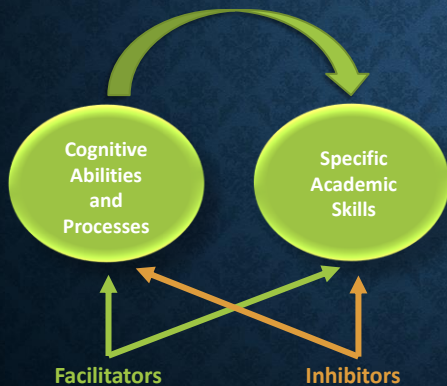 Cognitive
Abilities
and
Processes
Specific
Academic
Skills
Facilitators
Inhibitors